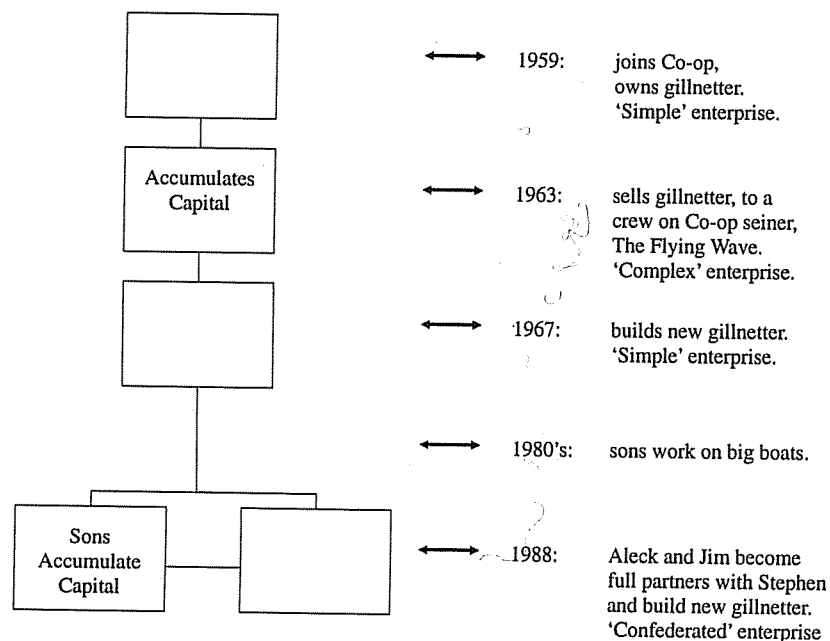 1959: joins Co-op,
owns gillnetter.
'Simple' enterprise.
Accumulates
Capital
1963: sells gillnetter, to a
crew on Co-op seiner,
The Flying Wave.
'Complex' enterprise.
1967: builds new gillnetter.
'Simple' enterprise.
1980's: sons work on big boats.
Sons
Accumulate
Capital
1988: Aleck and Jim become
full partners with Stephen
and build new gillnetter.
'Confederated' enterprise